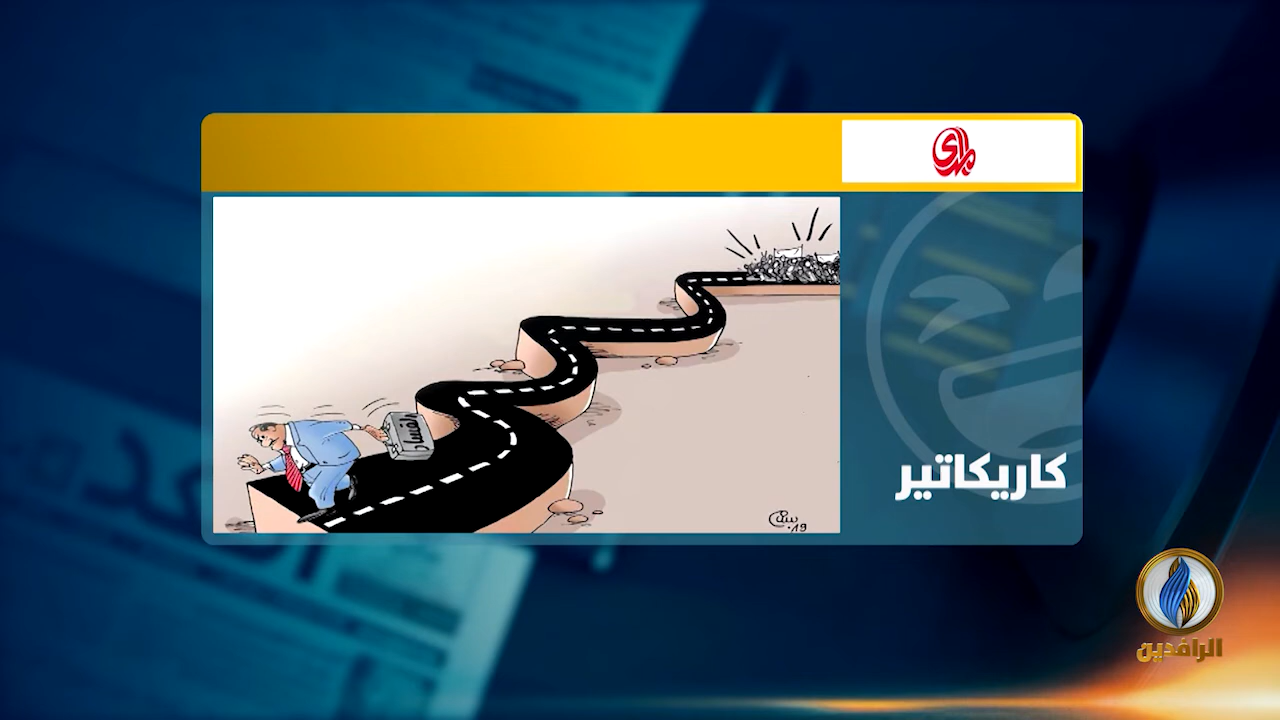 المدى
الفساد
كاريكاتير
الرافدين